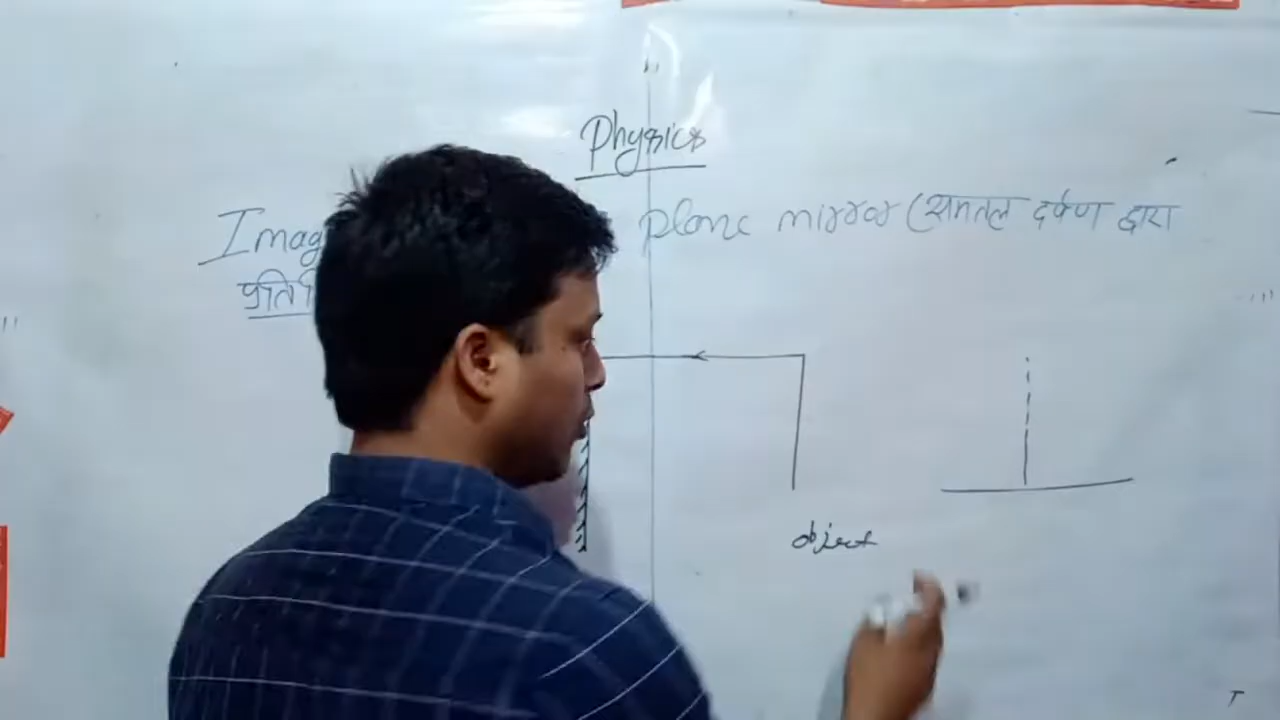 Physics
Imag plane mirror (समतल दर्पण द्वारा
प्रति
object
T